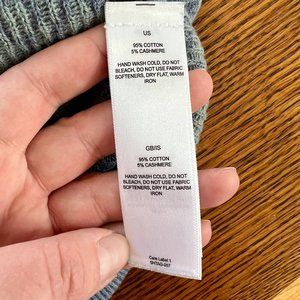 US
95% COTTON
5% CASHMERE
HAND WASH COLD, DO NOT
BLEACH, DO NOT USE FABRIC
SOFTENERS, DRY FLAT, WARM
IRON
GB/IS
95% COTTON
5% CASHMERE
HAND WASH COLD, DO NOT
BLEACH, DO NOT USE FABRIC
SOFTENERS, DRY FLAT, WARM
IRON
Care Label 1